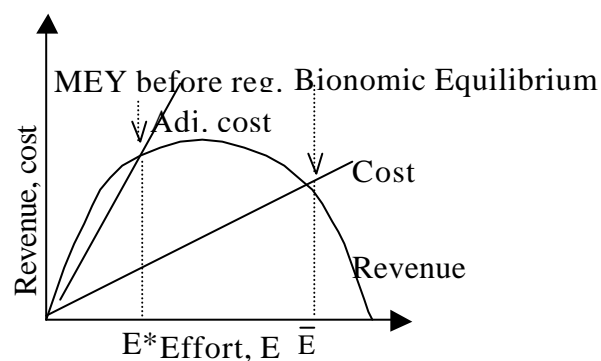 MEY before reg.
Bionomic Equilibrium
Adj. cost
Cost
Revenue
Revenue, cost
E*
Effort, E
E̅